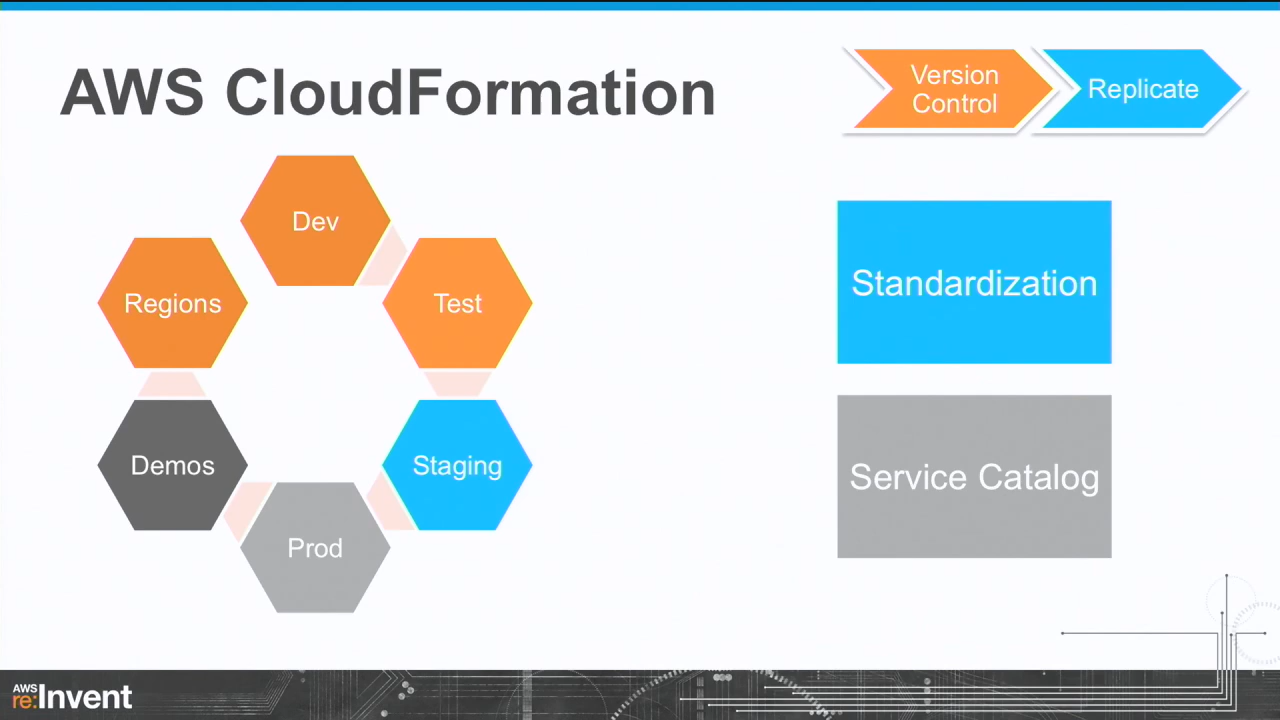 AWS CloudFormation
Version
Control
Replicate
Dev
Regions
Test
Demos
Staging
Prod
Standardization
Service Catalog
AWS
re:Invent